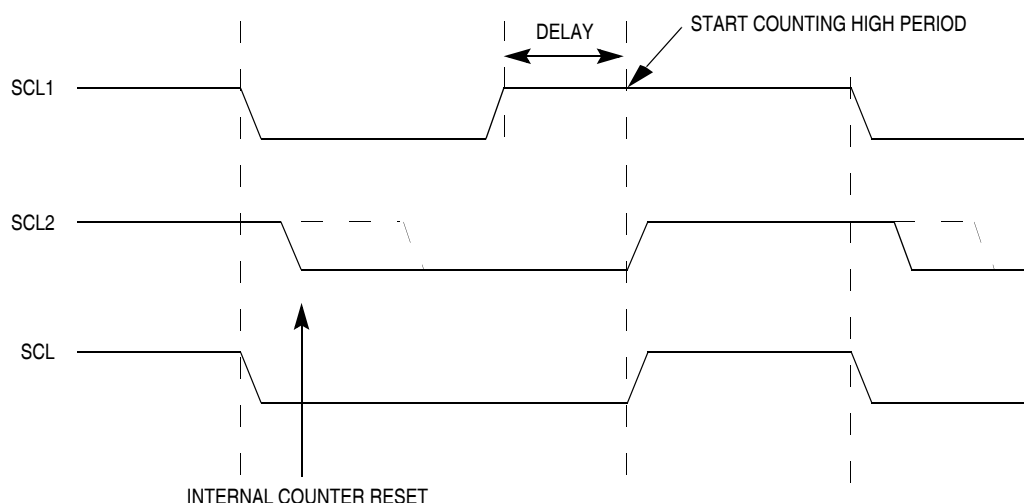 DELAY
START COUNTING HIGH PERIOD
SCL1
SCL2
SCL
INTERNAL COUNTER RESET